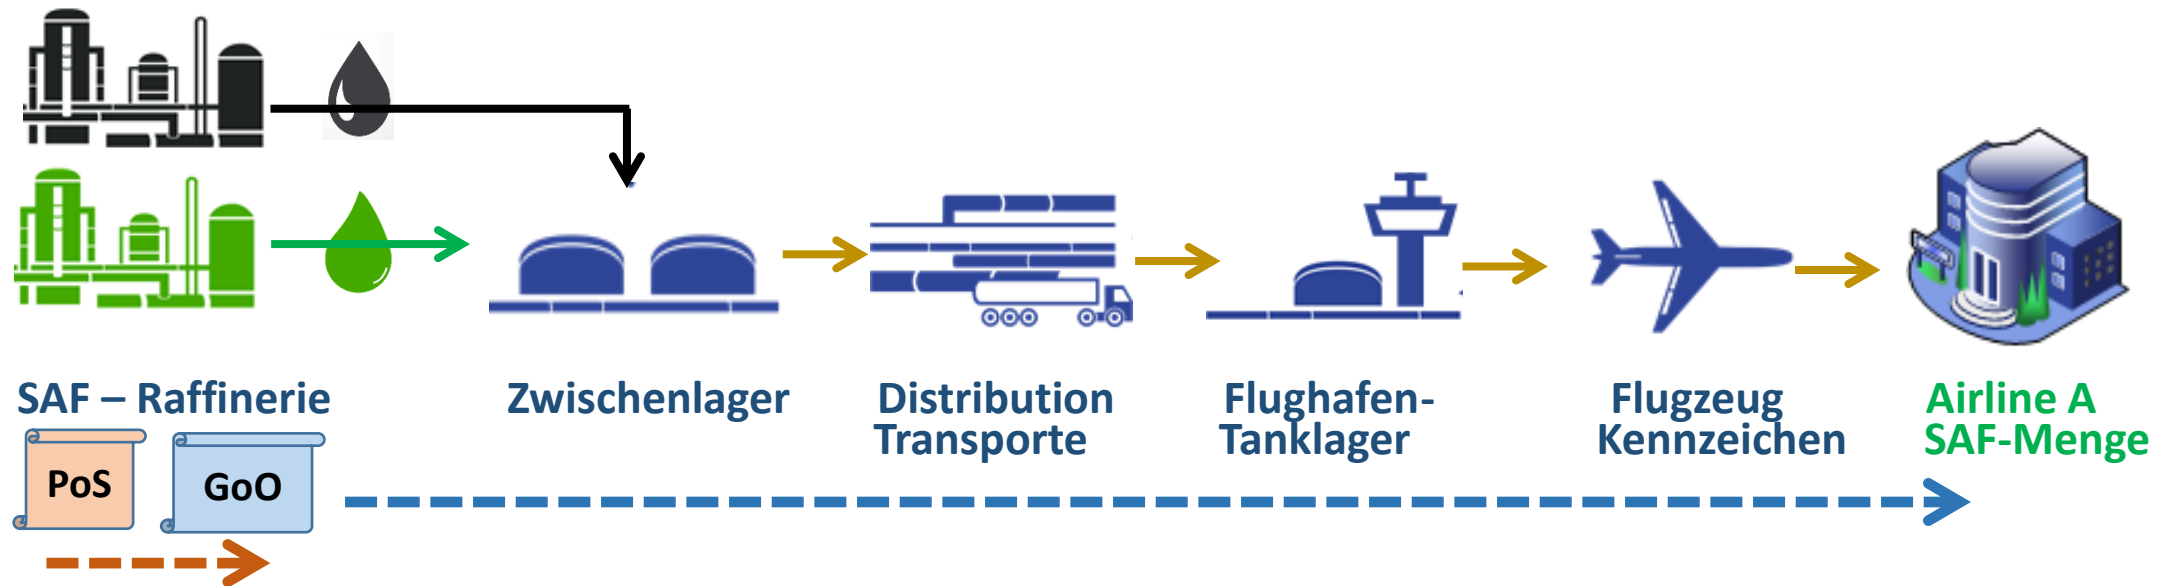 SAF – Raffinerie
Zwischenlager
Distribution
Transporte
Flughafen-
Tanklager
Flugzeug
Kennzeichen
Airline A
SAF-Menge
PoS
GoO